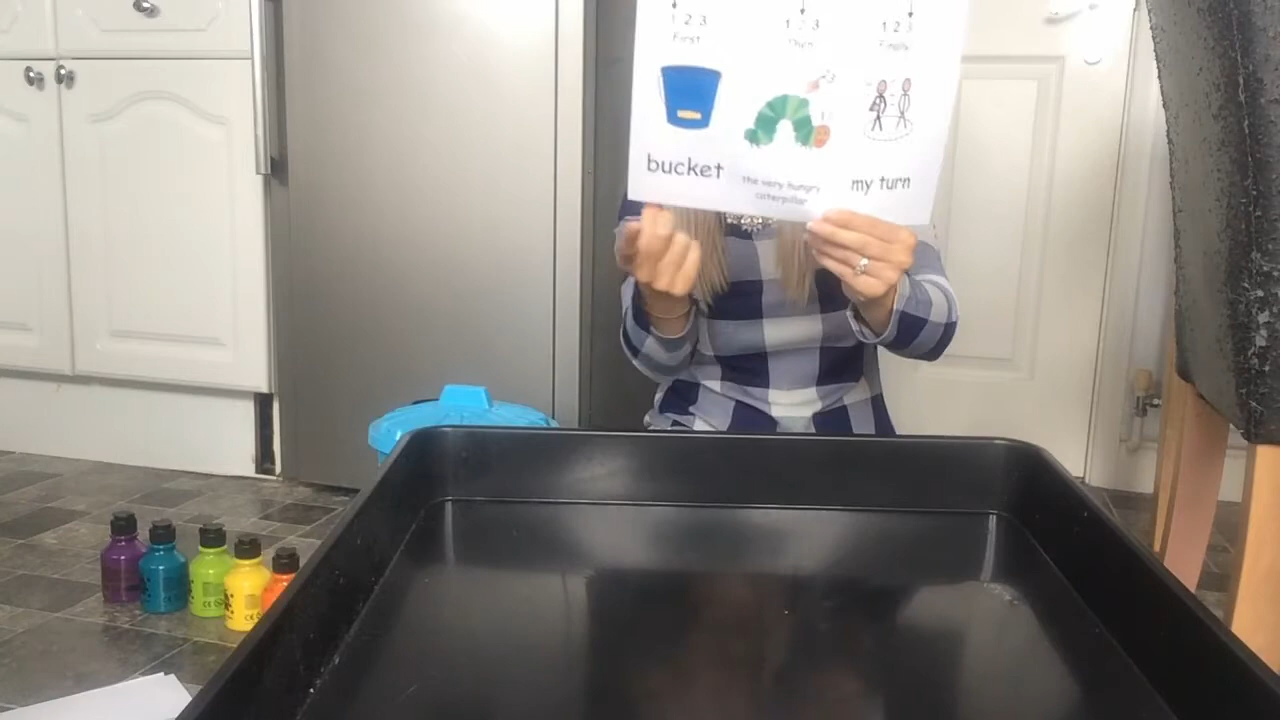 1 2 3 1 2 3 1 2 3
First Then Finally
bucket the very hungry my turn
caterpillar